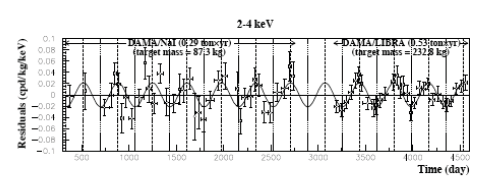 2-4 keV
Residuals (cpd/kg/keV)
0.1
0.08
0.06
0.04
0.02
0
−0.02
−0.04
−0.06
−0.08
−0.1
DAMA/NaI (0.29 ton×yr)
(target mass = 87.3 kg)
DAMA/LIBRA (0.53 ton×yr)
(target mass = 232.8 kg)
500 1000 1500 2000 2500 3000 3500 4000 4500
Time (day)